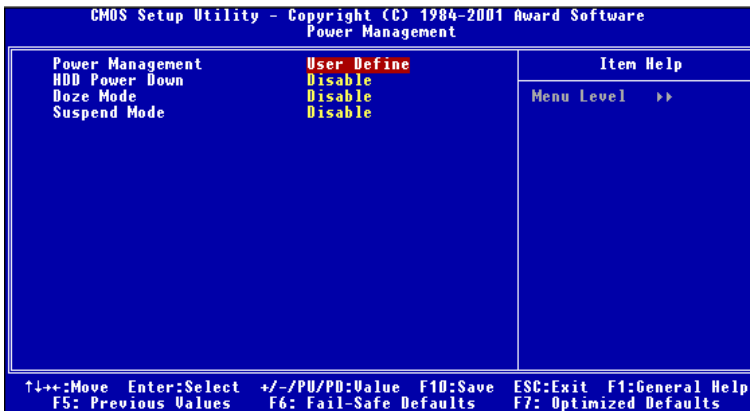 CMOS Setup Utility - Copyright (C) 1984-2001 Award Software
Power Management
Power Management User Define
HDD Power Down Disable
Doze Mode Disable
Suspend Mode Disable
Item Help
Menu Level ▸▸
↑↓→←:Move Enter:Select +/-/PU/PD:Value F10:Save ESC:Exit F1:General Help
F5: Previous Values F6: Fail-Safe Defaults F7: Optimized Defaults